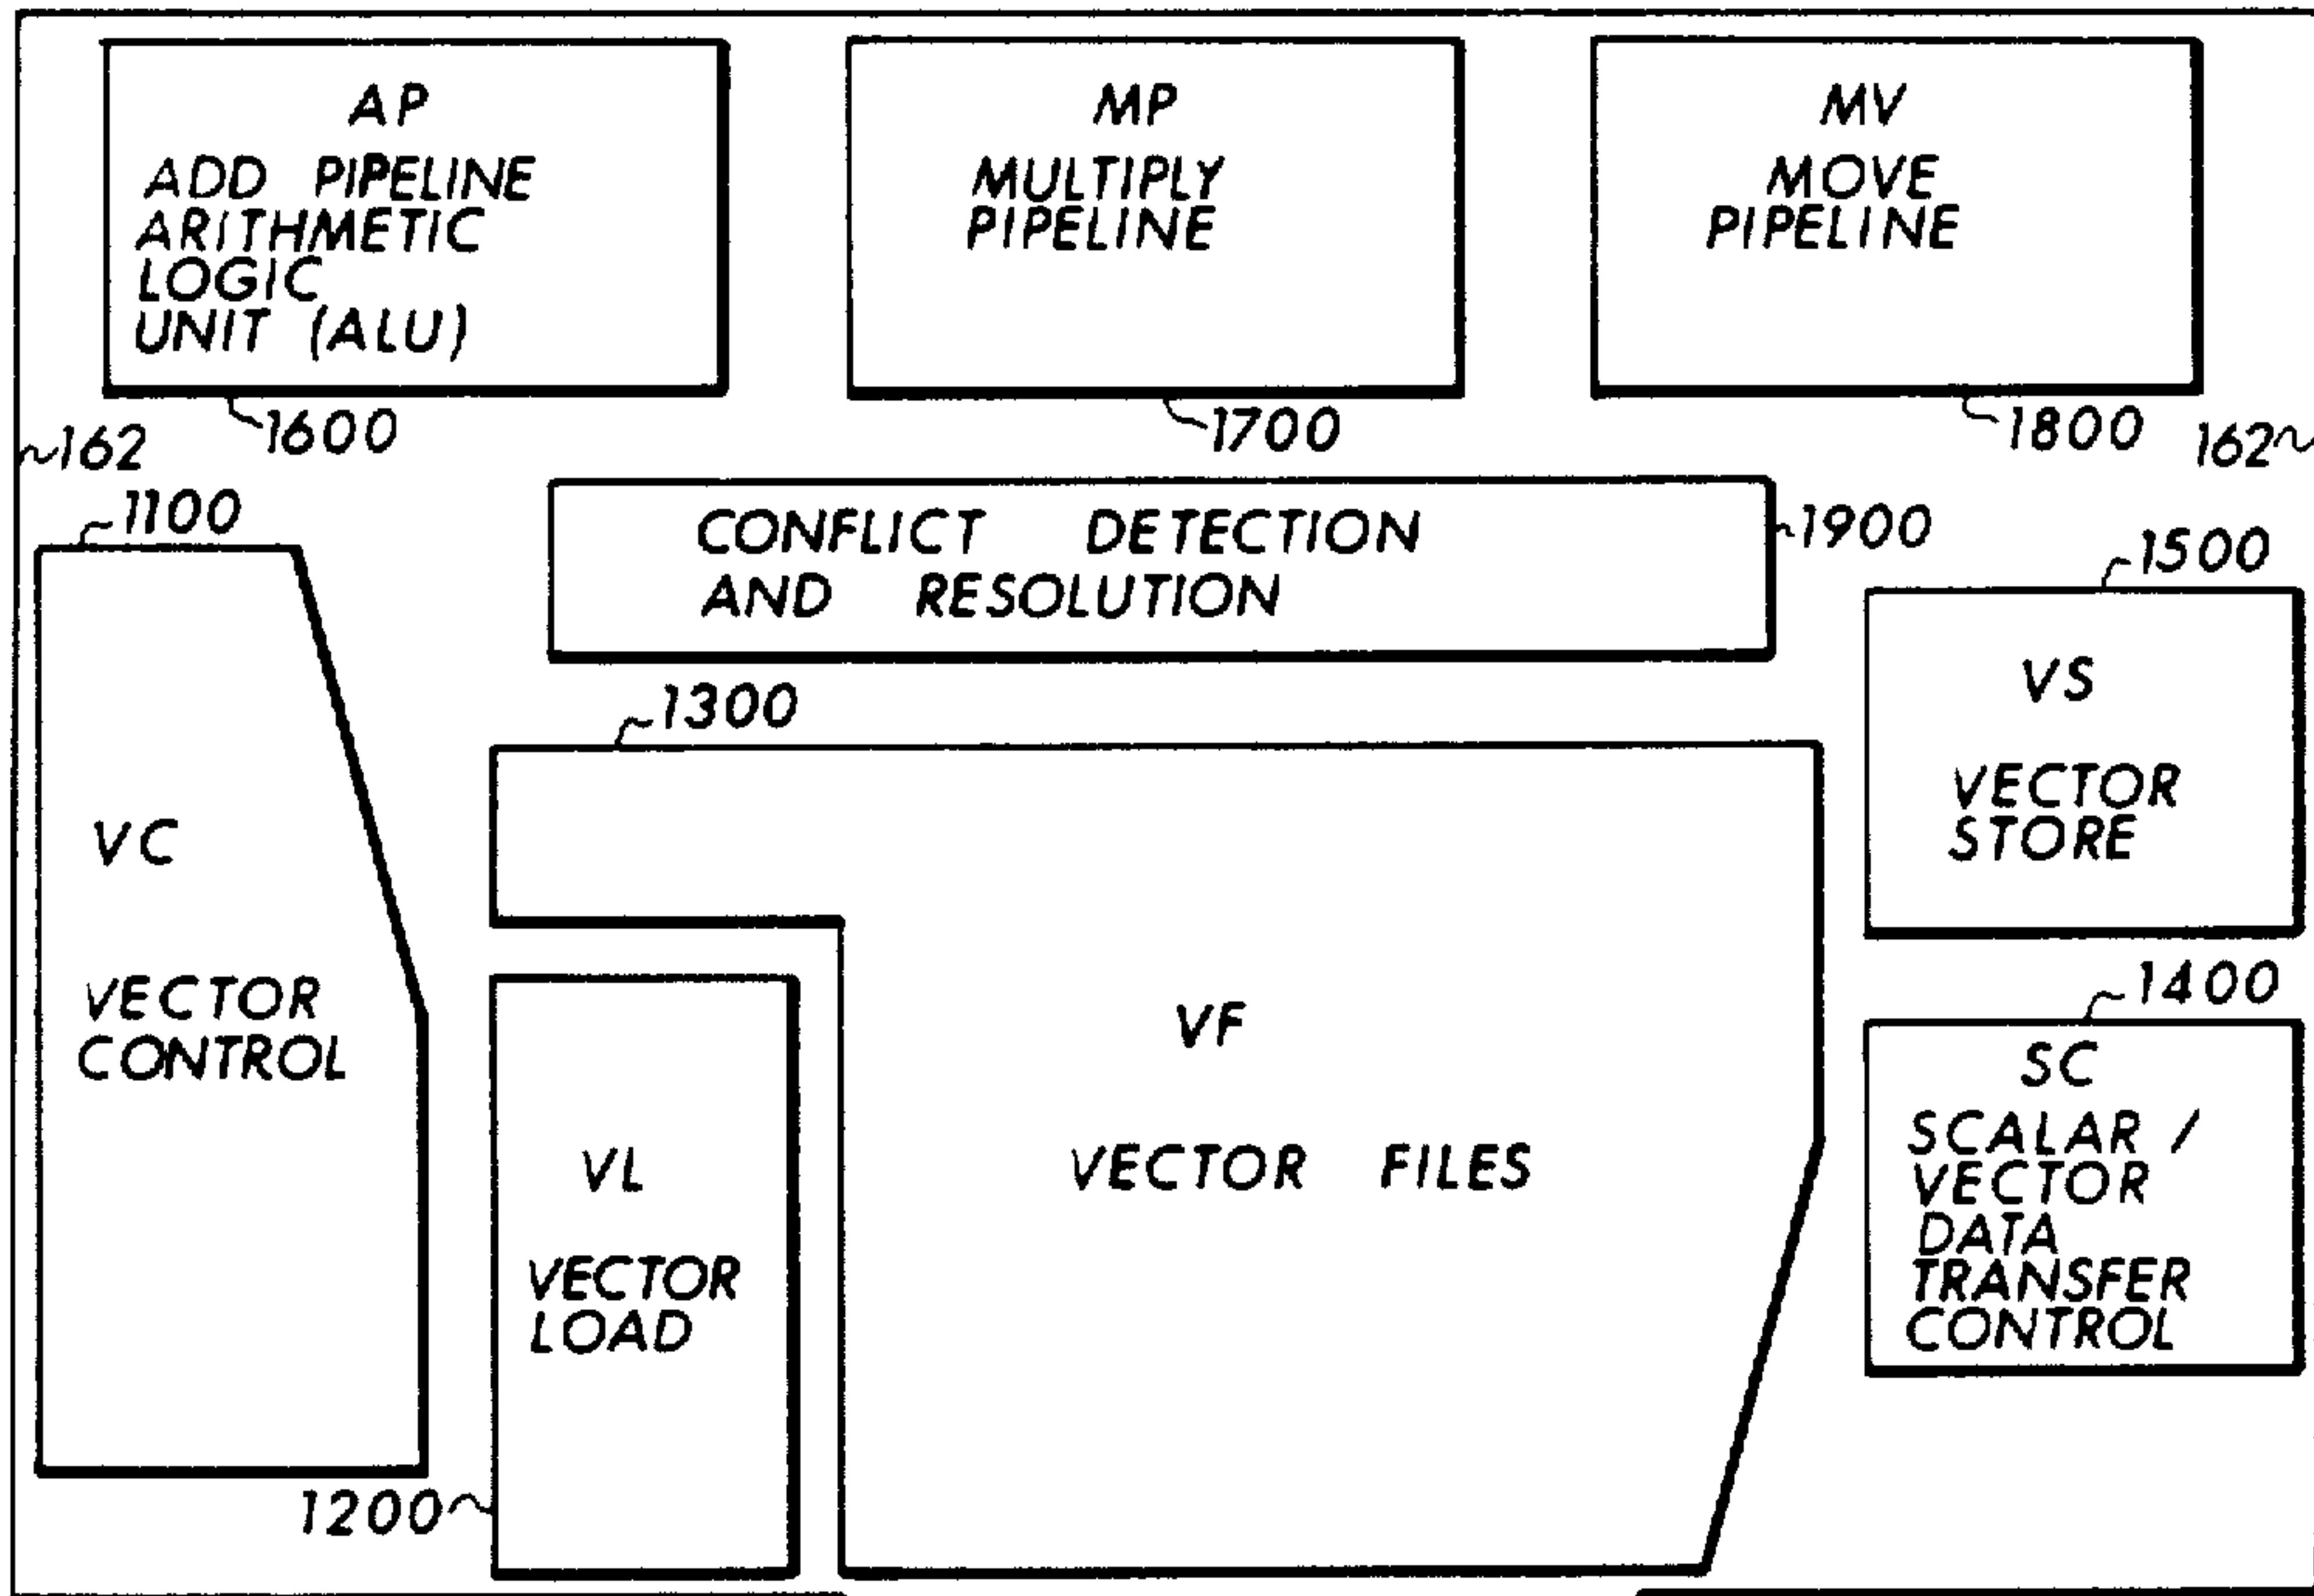 AP
ADD PIPELINE
ARITHMETIC
LOGIC
UNIT (ALU)
MP
MULTIPLY
PIPELINE
MV
MOVE
PIPELINE
1600
1700
1800
162
162
1100
CONFLICT DETECTION
AND RESOLUTION
1900
1500
VS
VECTOR
STORE
1300
VC
VECTOR
CONTROL
VF
VECTOR FILES
1400
SC
SCALAR /
VECTOR
DATA
TRANSFER
CONTROL
VL
VECTOR
LOAD
1200